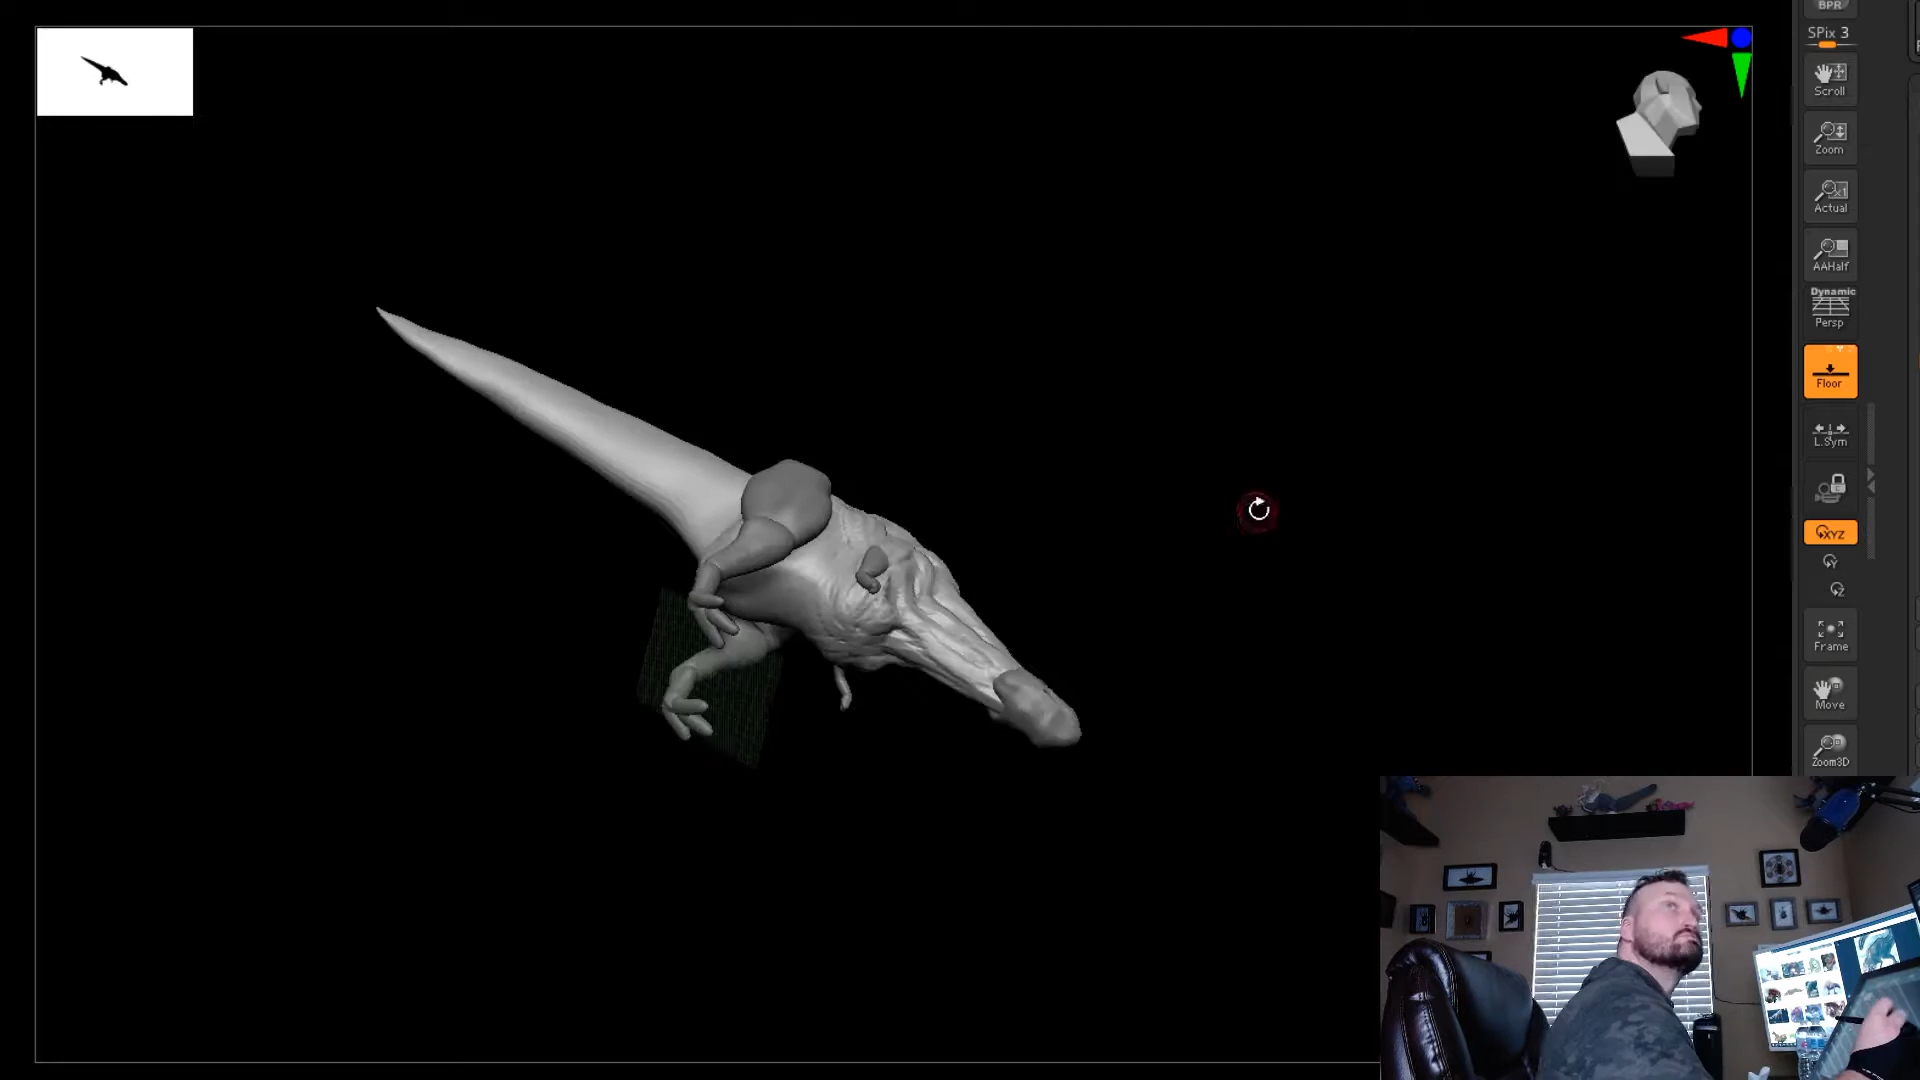 BPR
SPix 3
Scroll
Zoom
Actual
AAHalf
Dynamic
Persp
Floor
L.Sym
XYZ
Y
Z
Frame
Move
Zoom3D